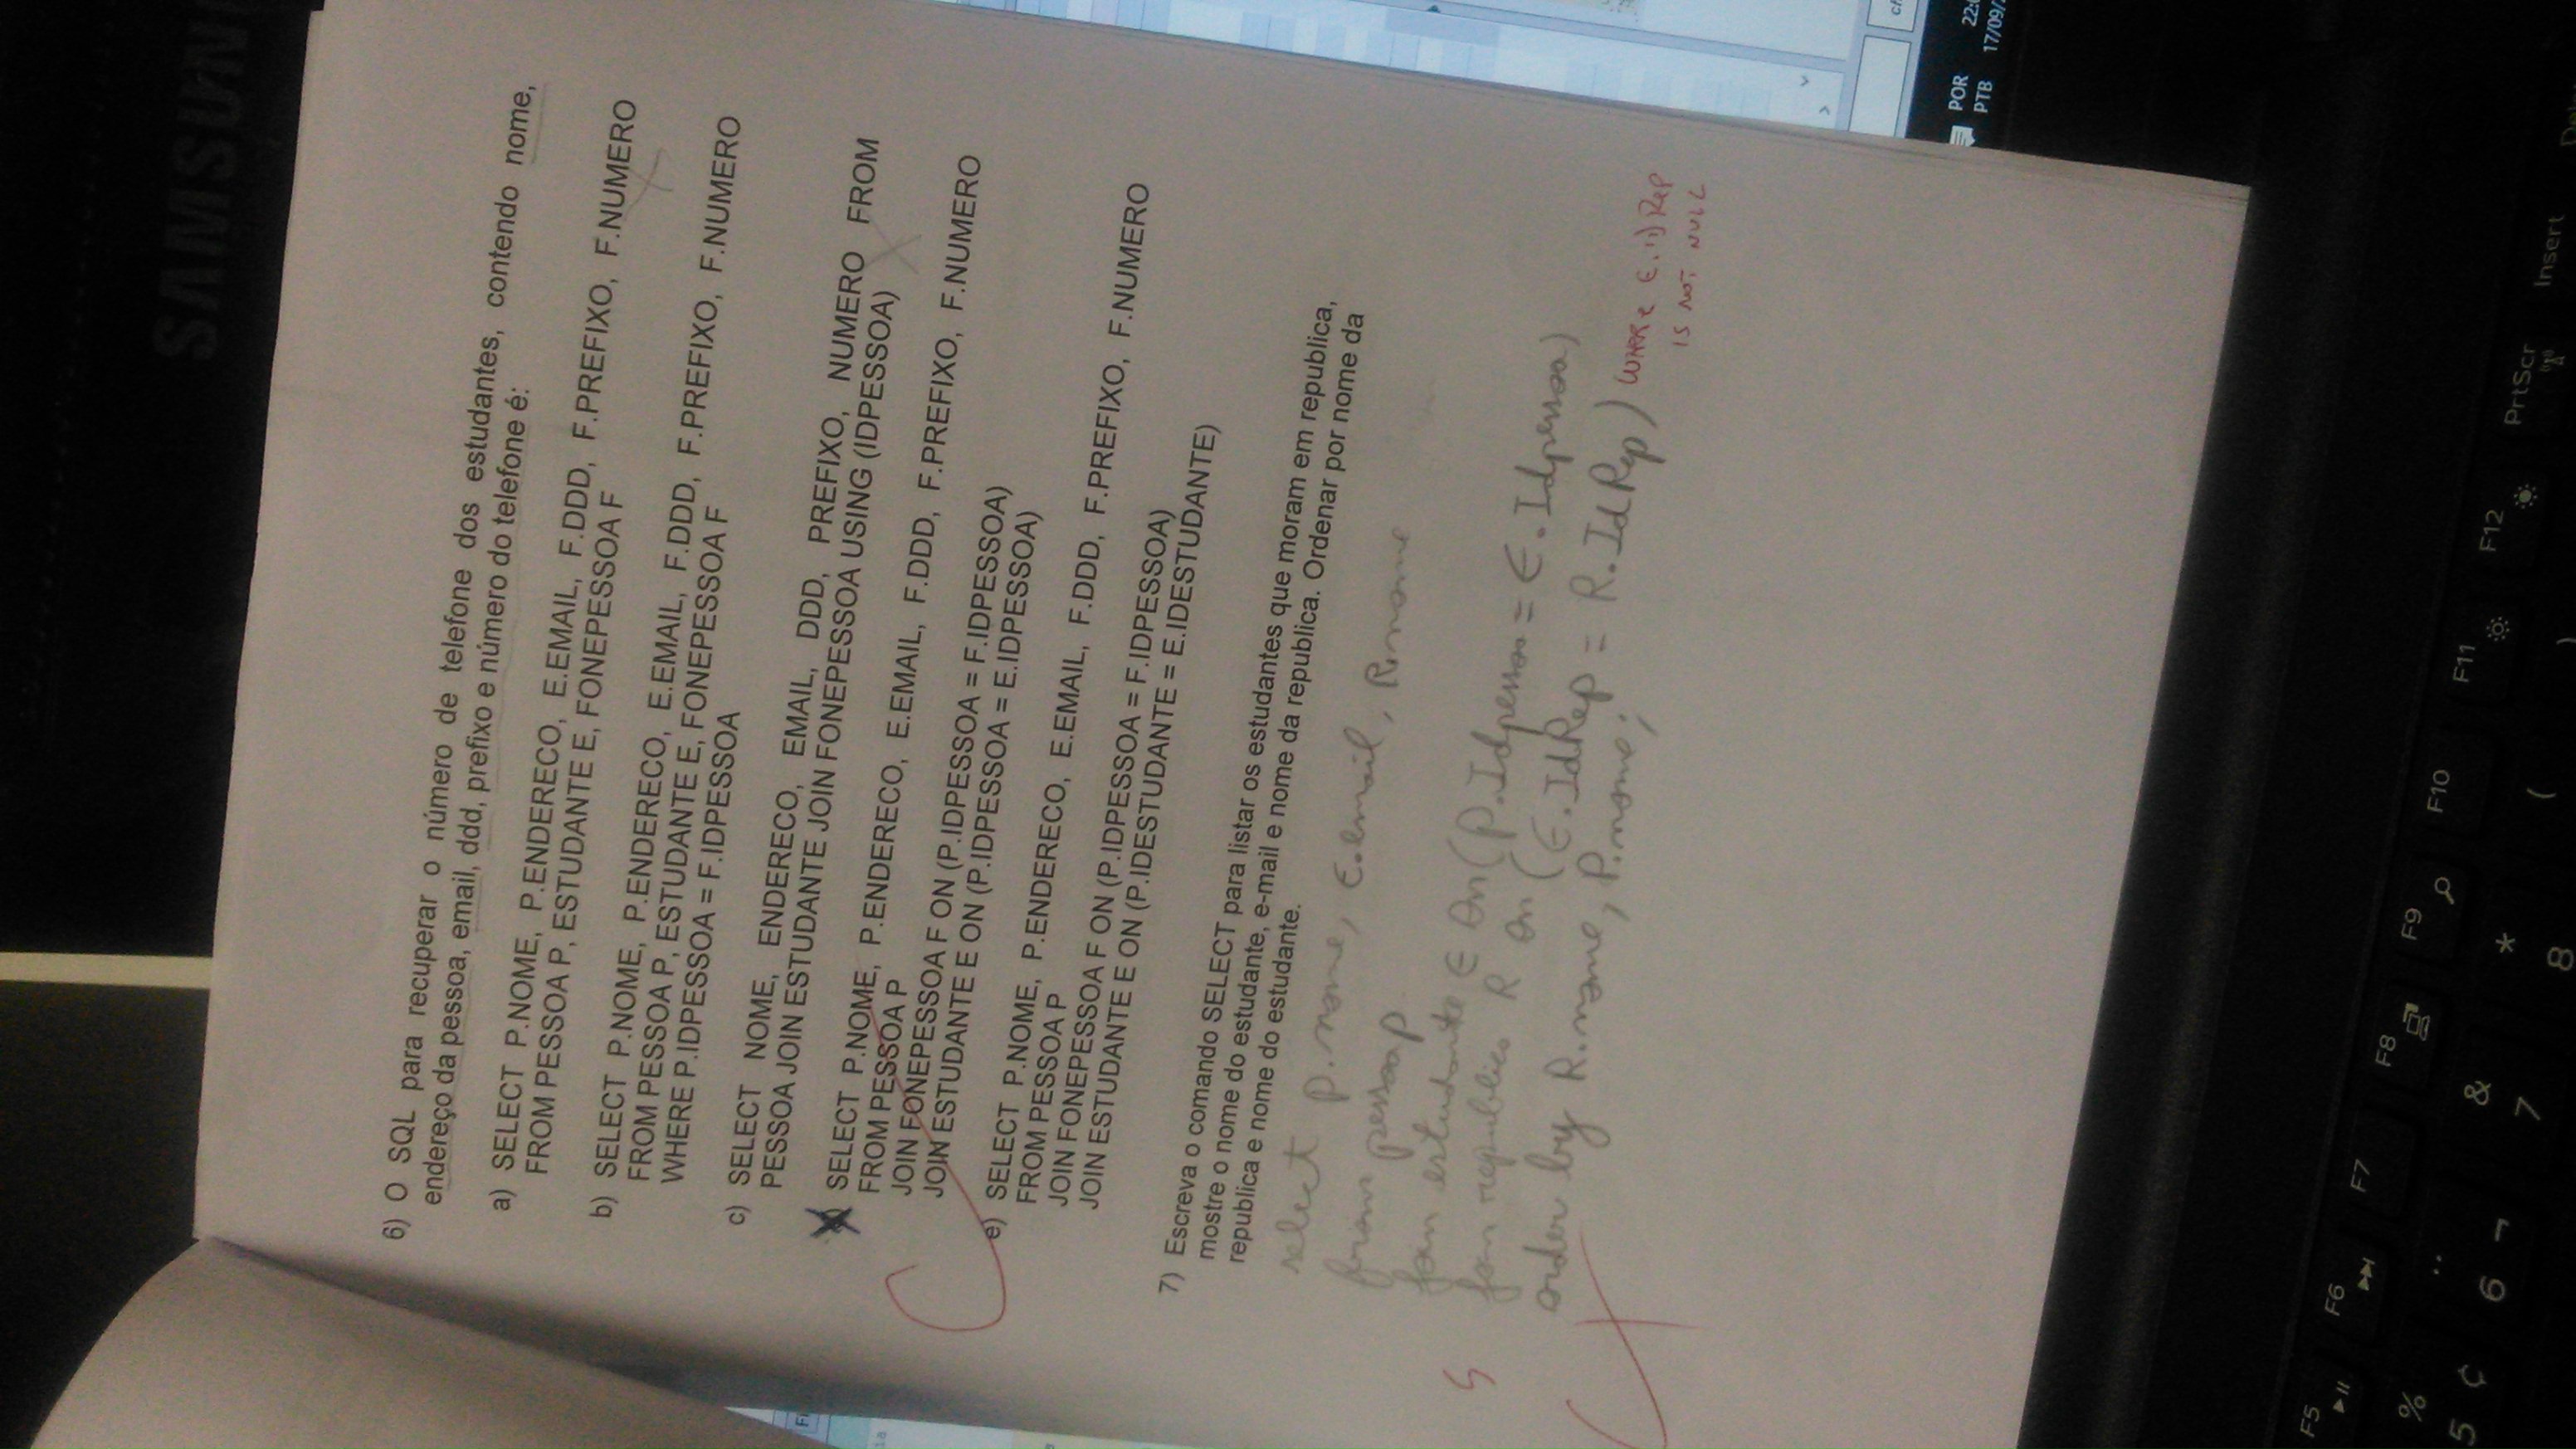 SAMSUN
6) O SQL para recuperar o número de telefone dos estudantes, contendo nome,
endereço da pessoa, email, ddd, prefixo e número do telefone é:
a) SELECT P.NOME, P.ENDERECO, E.EMAIL, F.DDD, F.PREFIXO, F.NUMERO
FROM PESSOA P, ESTUDANTE E, FONEPESSOA F
b) SELECT P.NOME, P.ENDERECO, E.EMAIL, F.DDD, F.PREFIXO, F.NUMERO
FROM PESSOA P, ESTUDANTE E, FONEPESSOA F
WHERE P.IDPESSOA = F.IDPESSOA
c) SELECT NOME, ENDERECO, EMAIL, DDD, PREFIXO, NUMERO FROM
PESSOA JOIN ESTUDANTE JOIN FONEPESSOA USING (IDPESSOA)
X SELECT P.NOME, P.ENDERECO, E.EMAIL, F.DDD, F.PREFIXO, F.NUMERO
FROM PESSOA P
JOIN FONEPESSOA F ON (P.IDPESSOA = F.IDPESSOA)
JOIN ESTUDANTE E ON (P.IDPESSOA = E.IDPESSOA)
e) SELECT P.NOME, P.ENDERECO, E.EMAIL, F.DDD, F.PREFIXO, F.NUMERO
FROM PESSOA P
JOIN FONEPESSOA F ON (P.IDPESSOA = F.IDPESSOA)
JOIN ESTUDANTE E ON (P.IDESTUDANTE = E.IDESTUDANTE)
7) Escreva o comando SELECT para listar os estudantes que moram em republica,
mostre o nome do estudante, e-mail e nome da republica. Ordenar por nome da
republica e nome do estudante.
select p.nome, E.email, R.nome
from pessoa p
join estudante E on (P.Idpessoa = E.Idpessoa)
join republica R on (E.IdRep = R.IdRep) WHERE E.IDREP
IS NOT NULL
order by R.nome, P.nome;
POR
PTB
22:
17/09/
F5
F6
F7
F8
F9
F10
F11
F12
PrtScr
Insert
% 5 ¢
¨ 6 ¬
& 7
* 8
(
)